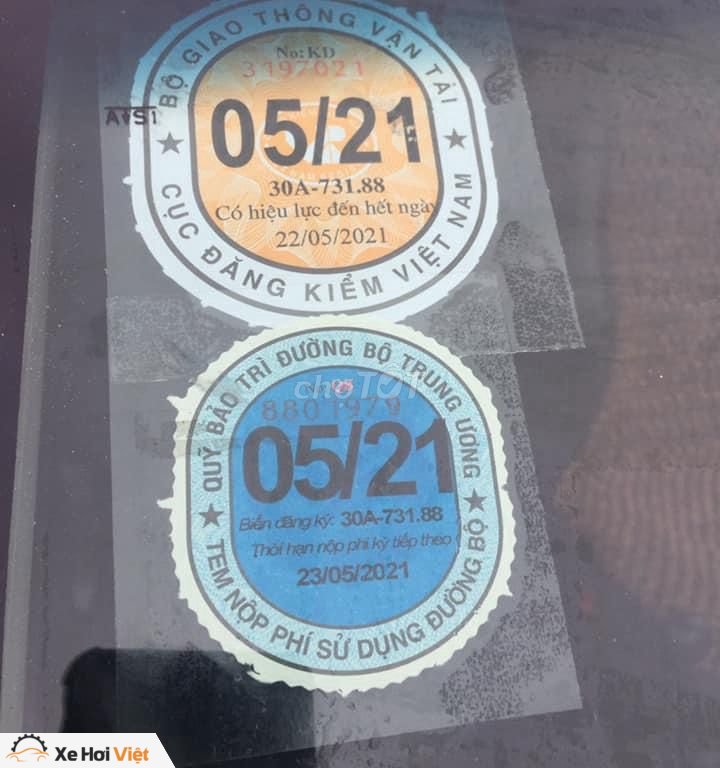 BỘ GIAO THÔNG VẬN TẢI
No: KD
3197021
05/21
30A-731.88
Có hiệu lực đến hết ngày
22/05/2021
CỤC ĐĂNG KIỂM VIỆT NAM
QUỸ BẢO TRÌ ĐƯỜNG BỘ TRUNG ƯƠNG
chợTỐT
8801979
05/21
Biển đăng ký: 30A-731.88
Thời hạn nộp phí kỳ tiếp theo
23/05/2021
TEM NỘP PHÍ SỬ DỤNG ĐƯỜNG BỘ
Xe Hơi Việt